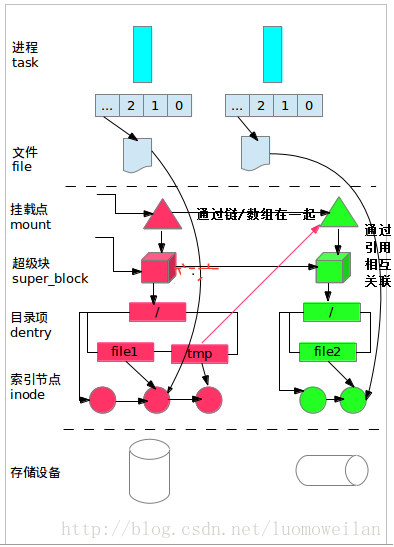 进程
task
... 2 1 0
... 2 1 0
文件
file
挂载点
mount
通过链/数组在一起
通过
引用
相互
关联
超级块
super_block
目录项
dentry
/
/
file1
tmp
file2
索引节点
inode
存储设备
http://blog.csdn.net/luomoweilan